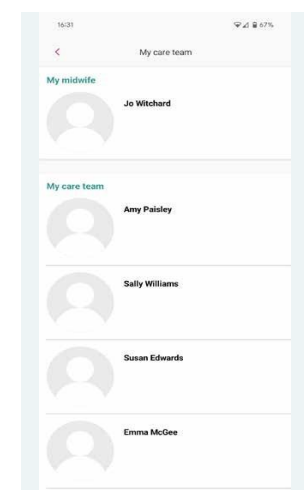 16:31 67%
My care team
My midwife
Jo Witchard
My care team
Amy Paisley
Sally Williams
Susan Edwards
Emma McGee